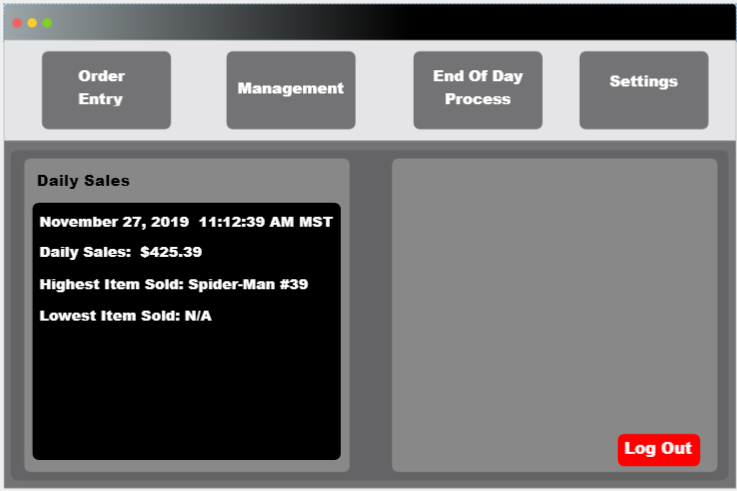 Order
Entry
Management
End Of Day
Process
Settings
Daily Sales
November 27, 2019  11:12:39 AM MST
Daily Sales:  $425.39
Highest Item Sold: Spider-Man #39
Lowest Item Sold: N/A
Log Out